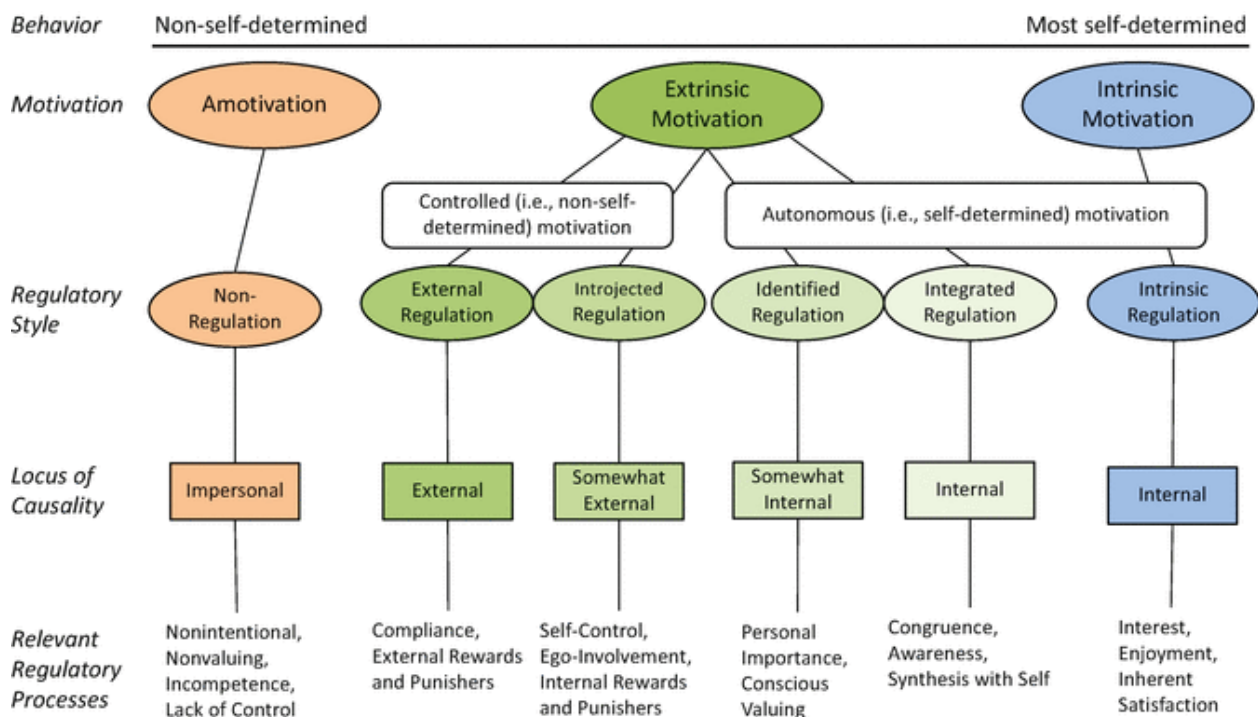 Behavior
Non-self-determined
Most self-determined
Motivation
Amotivation
Extrinsic
Motivation
Intrinsic
Motivation
Controlled (i.e., non-self-
determined) motivation
Autonomous (i.e., self-determined) motivation
Regulatory
Style
Non-
Regulation
External
Regulation
Introjected
Regulation
Identified
Regulation
Integrated
Regulation
Intrinsic
Regulation
Locus of
Causality
Impersonal
External
Somewhat
External
Somewhat
Internal
Internal
Internal
Relevant
Regulatory
Processes
Nonintentional,
Nonvaluing,
Incompetence,
Lack of Control
Compliance,
External Rewards
and Punishers
Self-Control,
Ego-Involvement,
Internal Rewards
and Punishers
Personal
Importance,
Conscious
Valuing
Congruence,
Awareness,
Synthesis with Self
Interest,
Enjoyment,
Inherent
Satisfaction